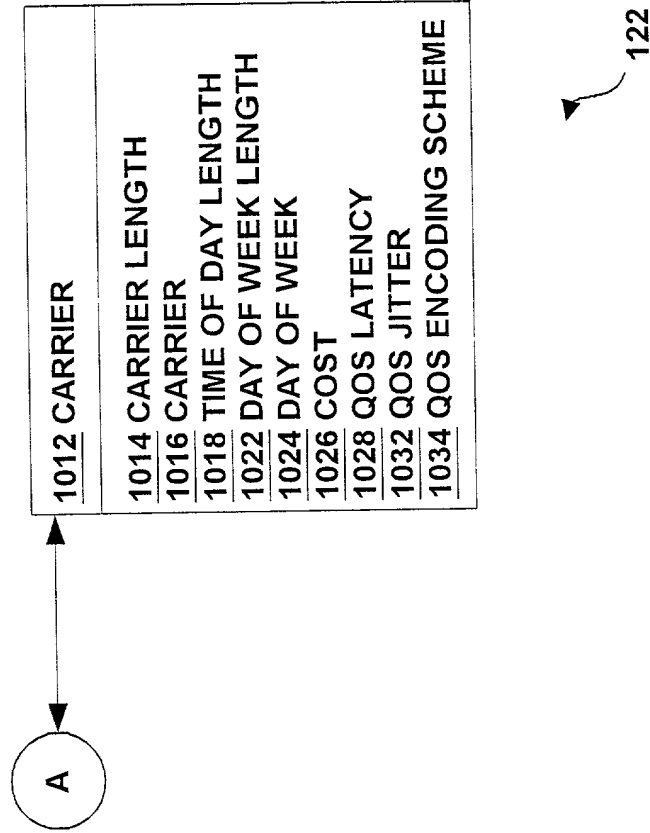 A
1012 CARRIER
1014 CARRIER LENGTH
1016 CARRIER
1018 TIME OF DAY LENGTH
1022 DAY OF WEEK LENGTH
1024 DAY OF WEEK
1026 COST
1028 QOS LATENCY
1032 QOS JITTER
1034 QOS ENCODING SCHEME
122